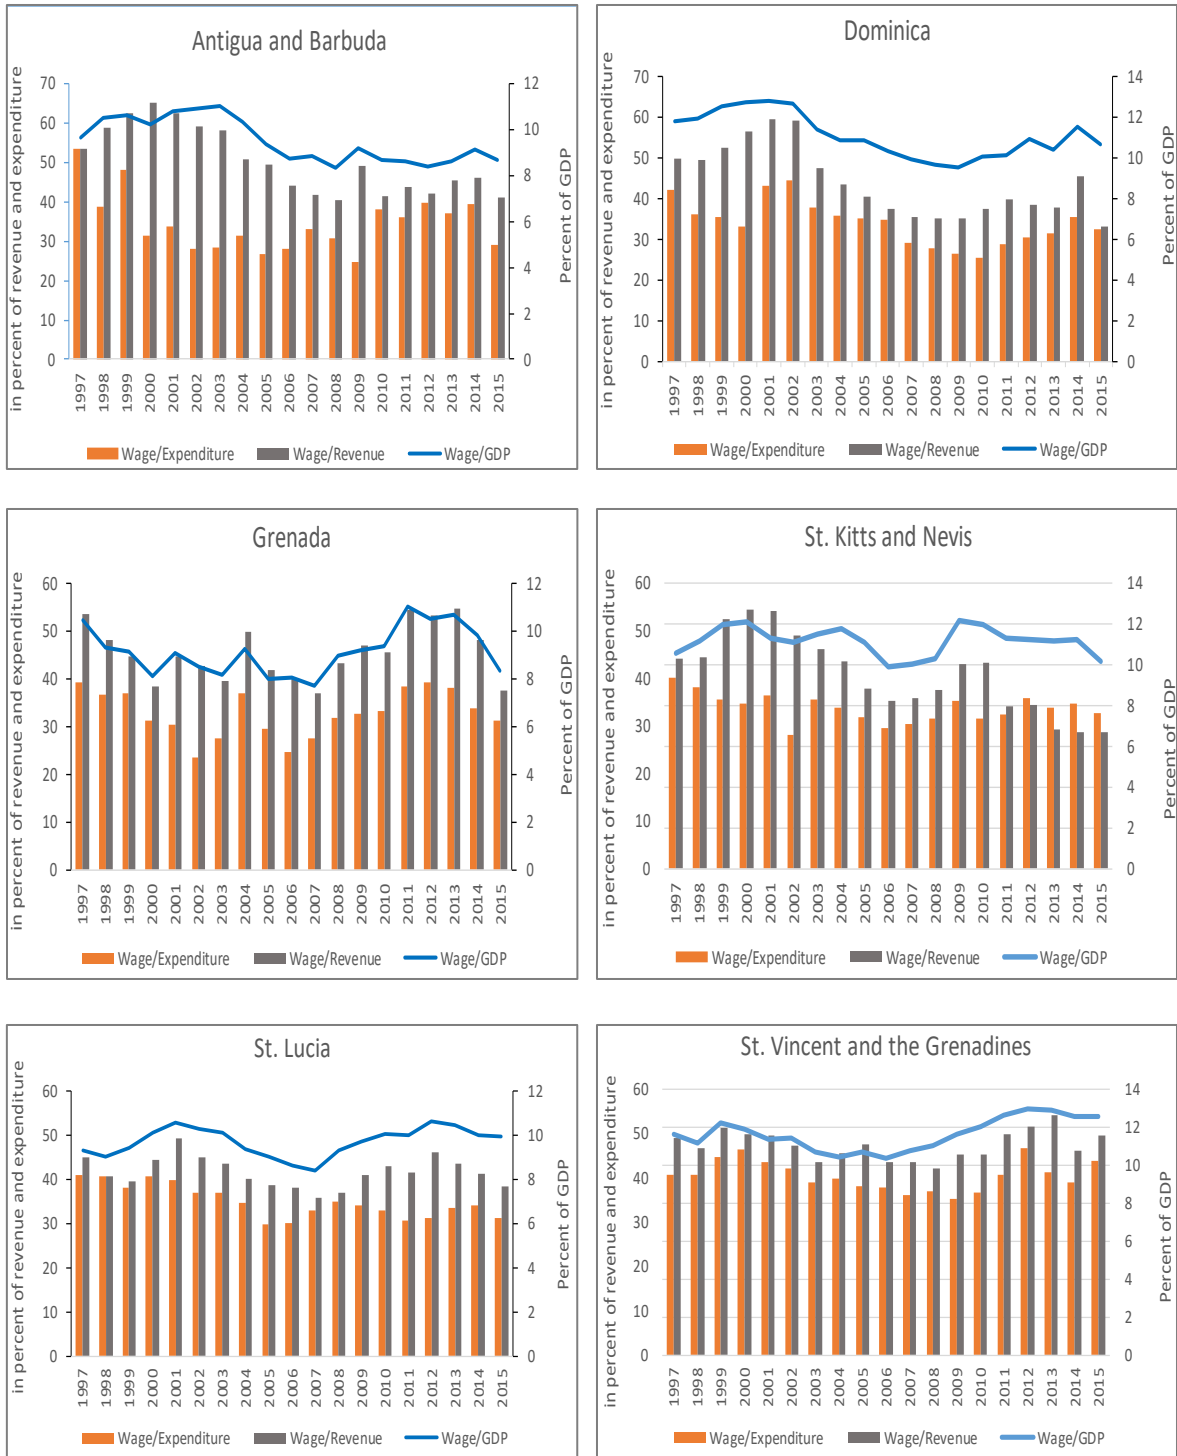 Antigua and Barbuda
in percent of revenue and expenditure
70
60
50
40
30
20
10
0
12
10
8
6
4
2
0
Percent of GDP
1997 1998 1999 2000 2001 2002 2003 2004 2005 2006 2007 2008 2009 2010 2011 2012 2013 2014 2015
Wage/Expenditure Wage/Revenue Wage/GDP
Dominica
in percent of revenue and expenditure
70
60
50
40
30
20
10
0
14
12
10
8
6
4
2
0
Percent of GDP
1997 1998 1999 2000 2001 2002 2003 2004 2005 2006 2007 2008 2009 2010 2011 2012 2013 2014 2015
Wage/Expenditure Wage/Revenue Wage/GDP
Grenada
in percent of revenue and expenditure
60
50
40
30
20
10
0
12
10
8
6
4
2
0
Percent of GDP
1997 1998 1999 2000 2001 2002 2003 2004 2005 2006 2007 2008 2009 2010 2011 2012 2013 2014 2015
Wage/Expenditure Wage/Revenue Wage/GDP
St. Kitts and Nevis
in percent of revenue and expenditure
60
50
40
30
20
10
0
14
12
10
8
6
4
2
0
Percent of GDP
1997 1998 1999 2000 2001 2002 2003 2004 2005 2006 2007 2008 2009 2010 2011 2012 2013 2014 2015
Wage/Expenditure Wage/Revenue Wage/GDP
St. Lucia
in percent of revenue and expenditure
60
50
40
30
20
10
0
12
10
8
6
4
2
0
Percent of GDP
1997 1998 1999 2000 2001 2002 2003 2004 2005 2006 2007 2008 2009 2010 2011 2012 2013 2014 2015
Wage/Expenditure Wage/Revenue Wage/GDP
St. Vincent and the Grenadines
in percent of revenue and expenditure
60
50
40
30
20
10
0
14
12
10
8
6
4
2
0
Percent of GDP
1997 1998 1999 2000 2001 2002 2003 2004 2005 2006 2007 2008 2009 2010 2011 2012 2013 2014 2015
Wage/Expenditure Wage/Revenue Wage/GDP